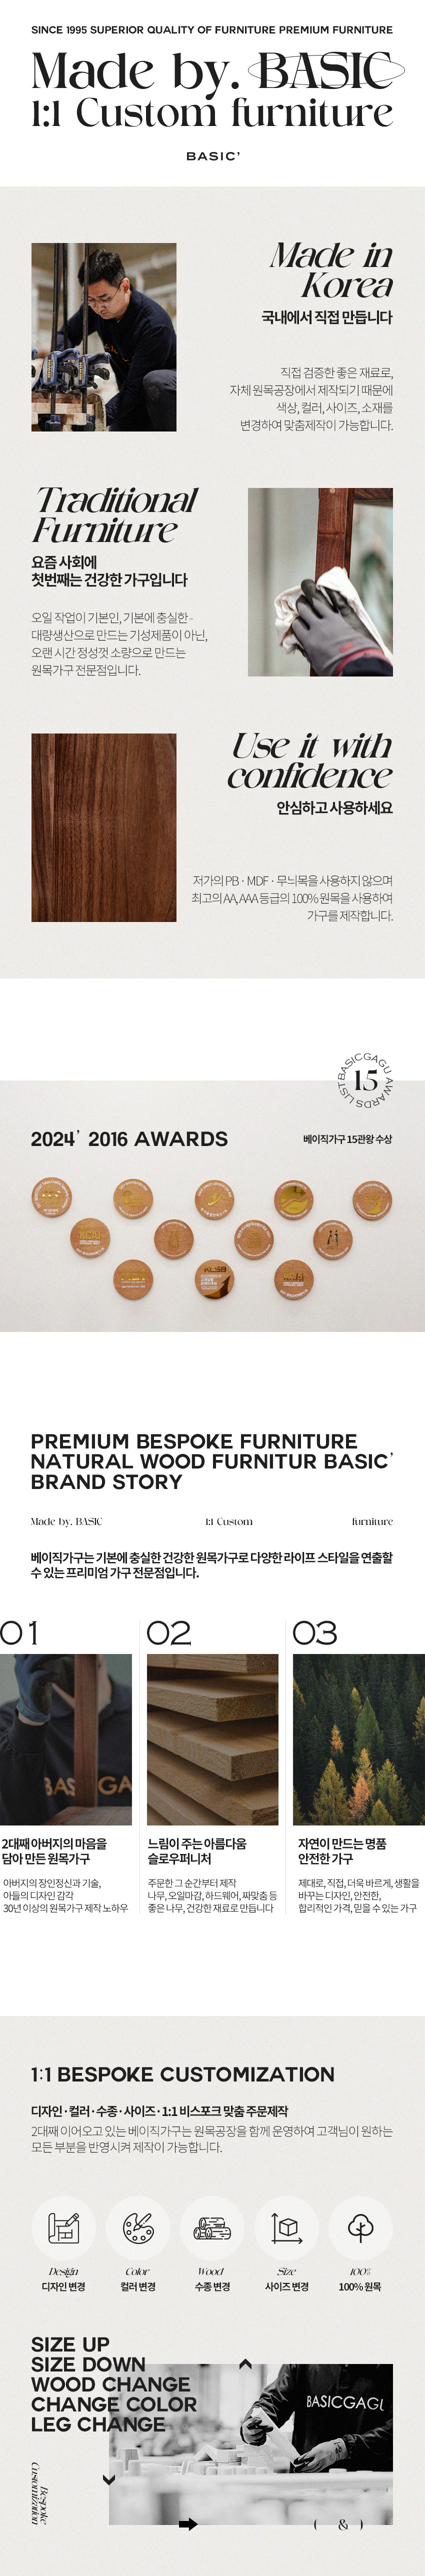 SINCE 1995 SUPERIOR QUALITY OF FURNITURE PREMIUM FURNITURE
Made by. BASIC
1:1 Custom furniture
BASIC’
Made in
Korea
국내에서 직접 만듭니다
직접 검증한 좋은 재료로,
자체 원목공장에서 제작되기 때문에
색상, 컬러, 사이즈, 소재를
변경하여 맞춤제작이 가능합니다.
Traditional
Furniture
요즘 사회에
첫번째는 건강한 가구입니다
오일 작업이 기본인, 기본에 충실한 -
대량생산으로 만드는 기성제품이 아닌,
오랜 시간 정성껏 소량으로 만드는
원목가구 전문점입니다.
Use it with
confidence
안심하고 사용하세요
저가의 PB · MDF · 무늬목을 사용하지 않으며
최고의 AA, AAA 등급의 100% 원목을 사용하여
가구를 제작합니다.
BASICGAGU AWARDS LIST
15
2024’ 2016 AWARDS
베이직가구 15관왕 수상
PREMIUM BESPOKE FURNITURE
NATURAL WOOD FURNITUR BASIC’
BRAND STORY
Made by. BASIC
1:1 Custom
furniture
베이직가구는 기본에 충실한 건강한 원목가구로 다양한 라이프 스타일을 연출할
수 있는 프리미엄 가구 전문점입니다.
01
BASICGA
2대째 아버지의 마음을
담아 만든 원목가구
아버지의 장인정신과 기술,
아들의 디자인 감각
30년 이상의 원목가구 제작 노하우
02
느림이 주는 아름다움
슬로우퍼니처
주문한 그 순간부터 제작
나무, 오일마감, 하드웨어, 짜맞춤 등
좋은 나무, 건강한 재료로 만듭니다
03
자연이 만드는 명품
안전한 가구
제대로, 직접, 더욱 바르게, 생활을
바꾸는 디자인, 안전한,
합리적인 가격, 믿을 수 있는 가구
1:1 BESPOKE CUSTOMIZATION
디자인 · 컬러 · 수종 · 사이즈 · 1:1 비스포크 맞춤 주문제작
2대째 이어오고 있는 베이직가구는 원목공장을 함께 운영하여 고객님이 원하는
모든 부분을 반영시켜 제작이 가능합니다.
Design
디자인 변경
Color
컬러 변경
Wood
수종 변경
Size
사이즈 변경
100%
100% 원목
SIZE UP
SIZE DOWN
WOOD CHANGE
CHANGE COLOR
LEG CHANGE
BASICGAGU
Bespoke
Customization
( & )